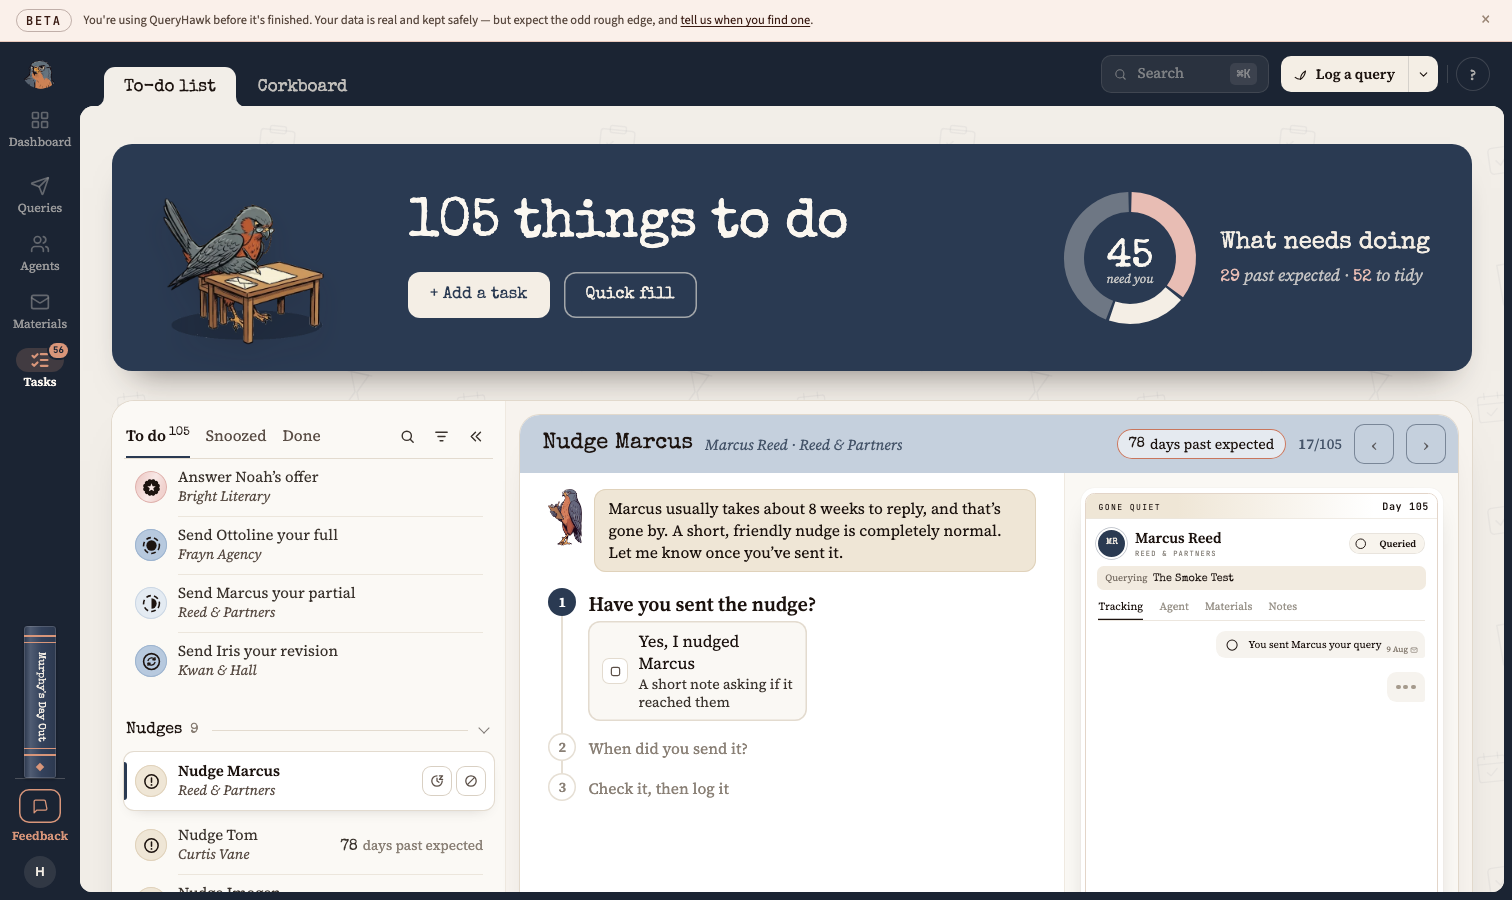 BETA
You're using QueryHawk before it's finished. Your data is real and kept safely — but expect the odd rough edge, and tell us when you find one.
×
To-do list
Corkboard
Search
⌘K
Log a query
?
Dashboard
Queries
Agents
Materials
56
Tasks
Murphy's Day Out
Feedback
H
105 things to do
+ Add a task
Quick fill
45
need you
What needs doing
29 past expected · 52 to tidy
To do 105
Snoozed
Done
Answer Noah's offer
Bright Literary
Send Ottoline your full
Frayn Agency
Send Marcus your partial
Reed & Partners
Send Iris your revision
Kwan & Hall
Nudges 9
Nudge Marcus
Reed & Partners
Nudge Tom
Curtis Vane
78 days past expected
Nudge Imogen
Nudge Marcus
Marcus Reed · Reed & Partners
78 days past expected
17/105
‹
›
Marcus usually takes about 8 weeks to reply, and that's
gone by. A short, friendly nudge is completely normal.
Let me know once you've sent it.
1
Have you sent the nudge?
Yes, I nudged
Marcus
A short note asking if it
reached them
2
When did you send it?
3
Check it, then log it
GONE QUIET
Day 105
MR
Marcus Reed
REED & PARTNERS
Queried
Querying The Smoke Test
Tracking
Agent
Materials
Notes
You sent Marcus your query
9 Aug